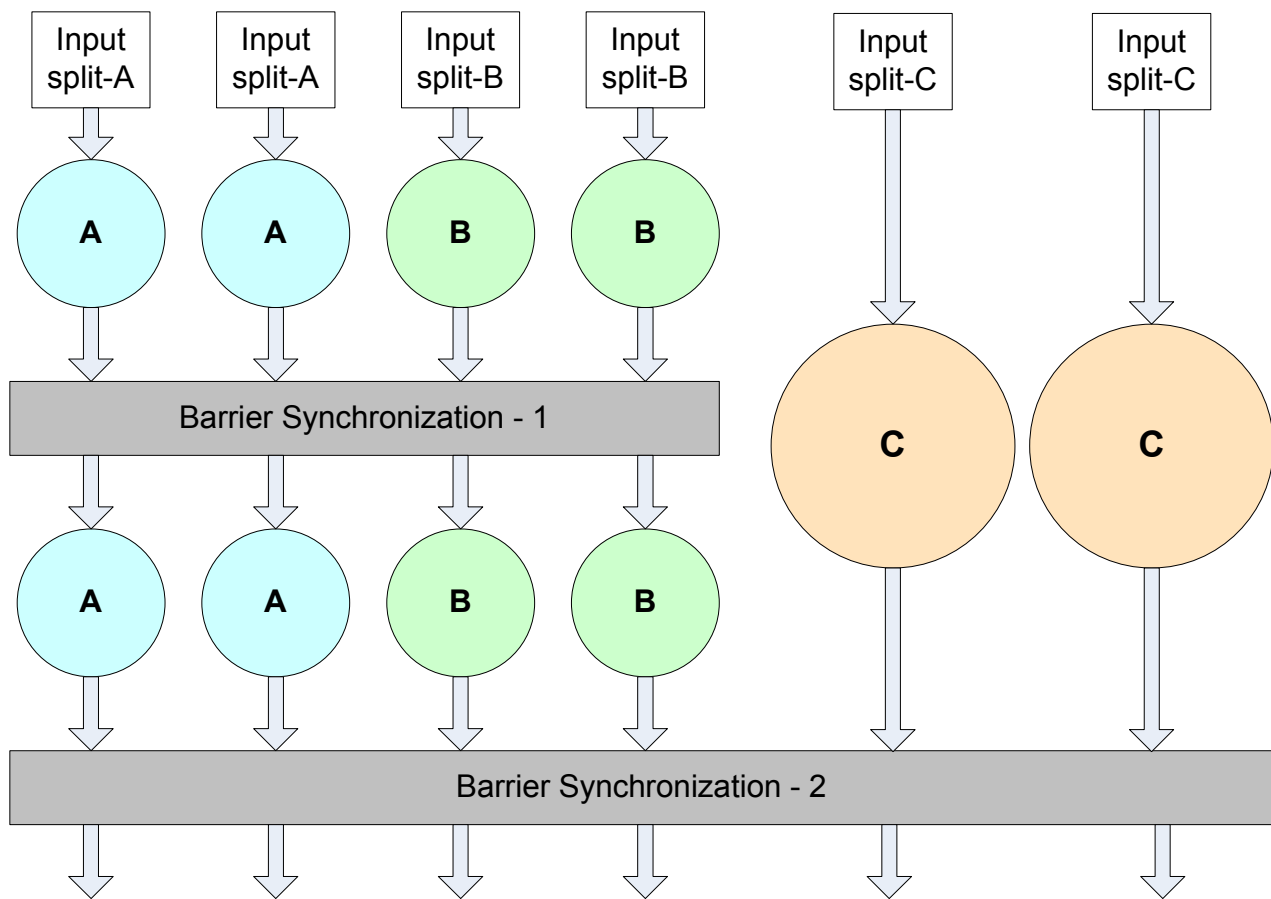 Input
split-A
Input
split-A
Input
split-B
Input
split-B
Input
split-C
Input
split-C
A
A
B
B
Barrier Synchronization - 1
C
C
A
A
B
B
Barrier Synchronization - 2